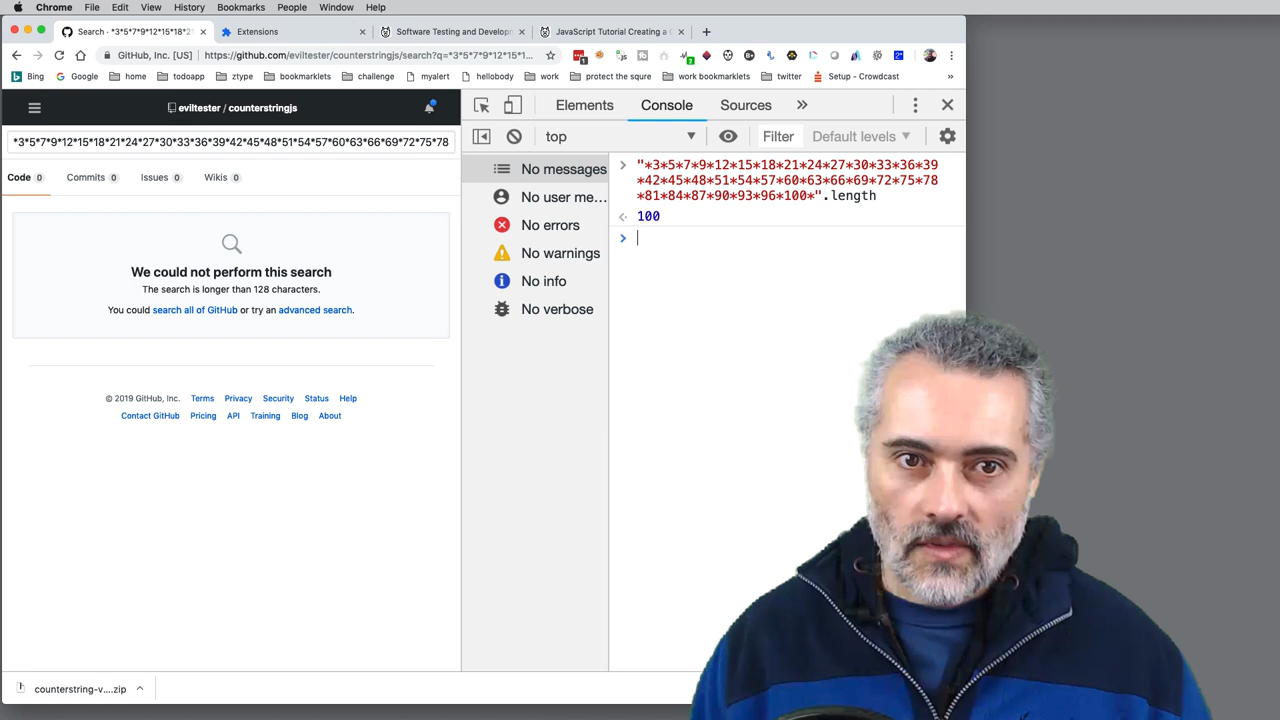 Chrome File Edit View History Bookmarks People Window Help
Search · *3*5*7*9*12*15*18*2
Extensions
Software Testing and Develop
JavaScript Tutorial Creating a
GitHub, Inc. [US] https://github.com/eviltester/counterstringjs/search?q=*3*5*7*9*12*15*1...
Bing Google home todoapp ztype bookmarklets challenge myalert hellobody work protect the squre work bookmarklets twitter Setup - Crowdcast »
eviltester / counterstringjs
*3*5*7*9*12*15*18*21*24*27*30*33*36*39*42*45*48*51*54*57*60*63*66*69*72*75*78
Code 0 Commits 0 Issues 0 Wikis 0
We could not perform this search
The search is longer than 128 characters.
You could search all of GitHub or try an advanced search.
© 2019 GitHub, Inc. Terms Privacy Security Status Help
Contact GitHub Pricing API Training Blog About
Elements Console Sources »
top Filter Default levels
No messages
No user me...
No errors
No warnings
No info
No verbose
"*3*5*7*9*12*15*18*21*24*27*30*33*36*39
*42*45*48*51*54*57*60*63*66*69*72*75*78
*81*84*87*90*93*96*100*".length
100
counterstring-v....zip